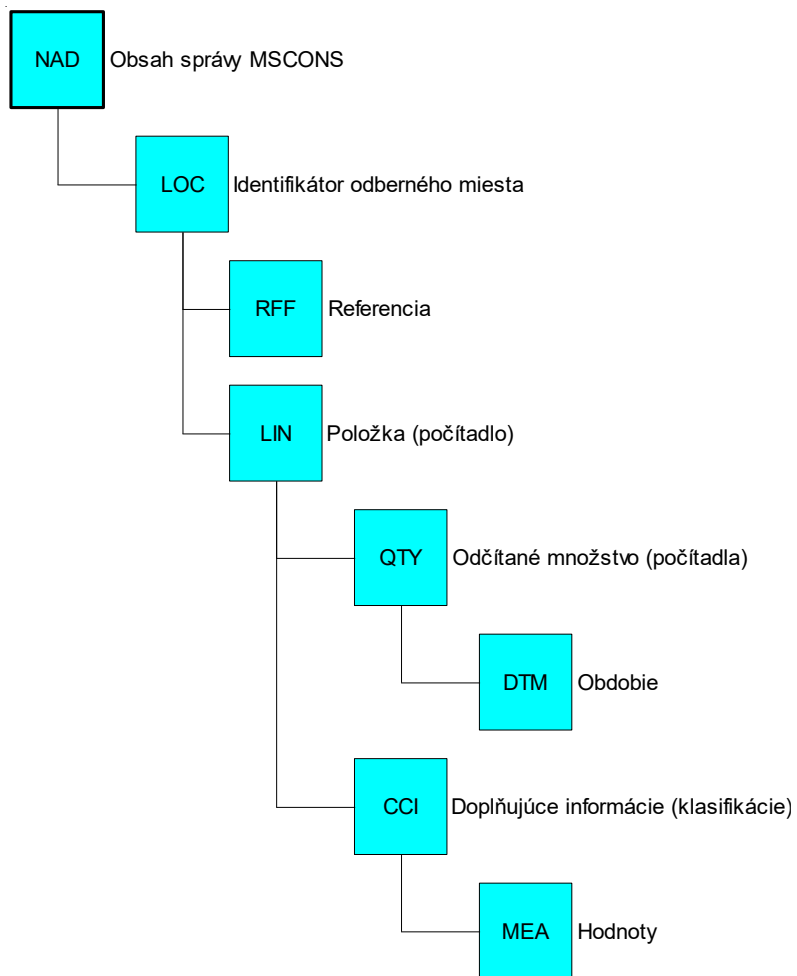 NAD Obsah správy MSCONS
LOC Identifikátor odberného miesta
RFF Referencia
LIN Položka (počítadlo)
QTY Odčítané množstvo (počítadla)
DTM Obdobie
CCI Doplňujúce informácie (klasifikácie)
MEA Hodnoty